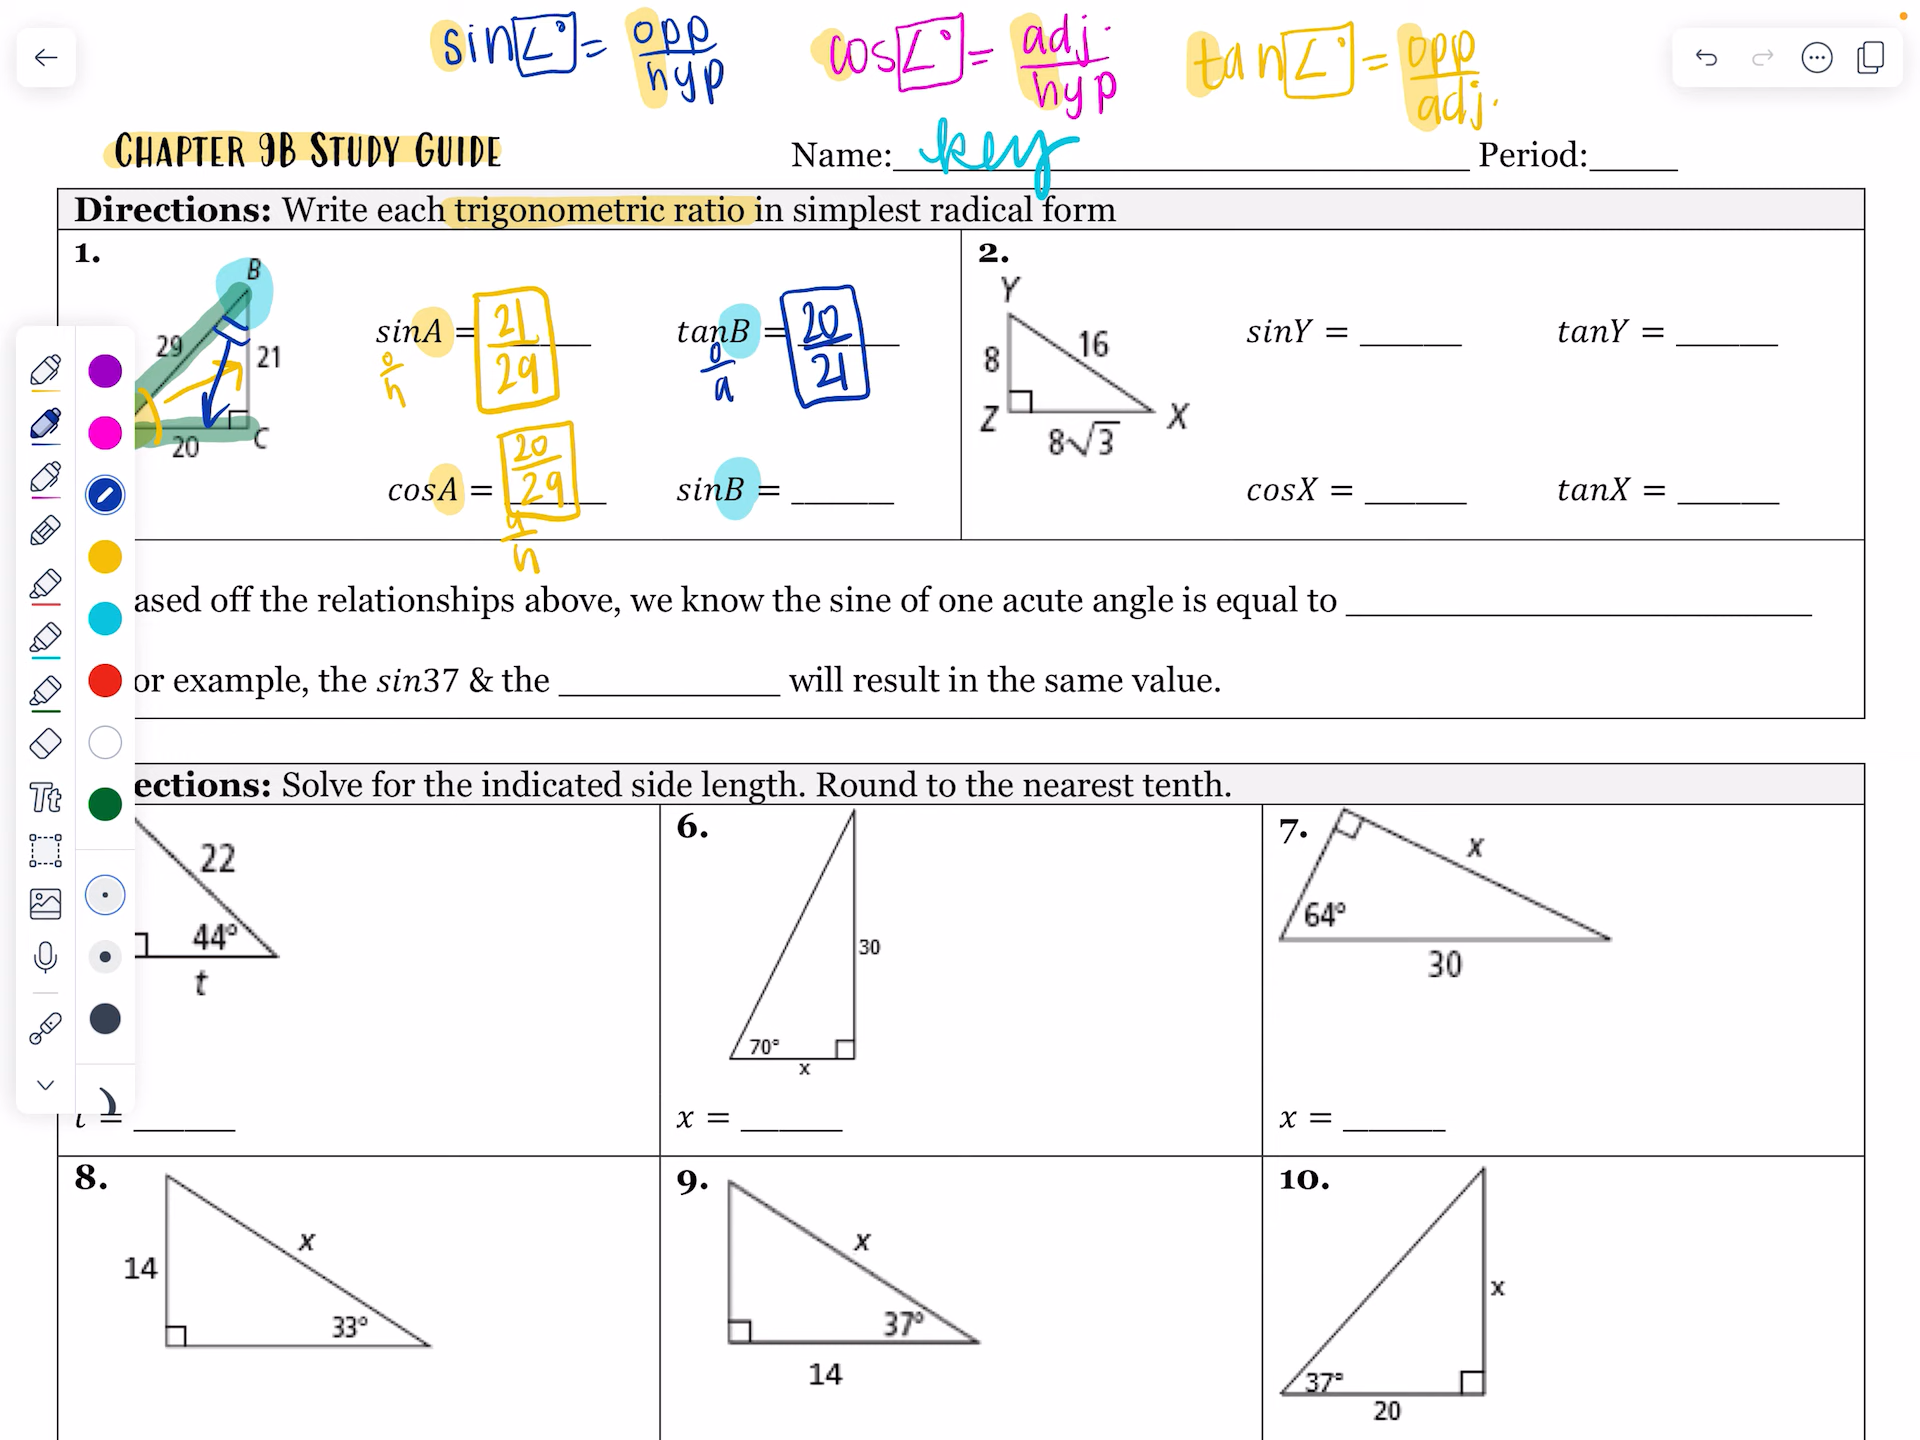 sin∠° = opp/hyp cos∠° = adj./hyp tan∠° = opp/adj.
CHAPTER 9B STUDY GUIDE Name: key Period:
Directions: Write each trigonometric ratio in simplest radical form
1. 2.
B
29
21
20
C
sinA = 21/29
o/h
tanB = 20/21
o/a
cosA = 20/29
a/h
sinB =
Y
16
8
Z
X
8√3
sinY = tanY =
cosX = tanX =
ased off the relationships above, we know the sine of one acute angle is equal to
or example, the sin37 & the will result in the same value.
ections: Solve for the indicated side length. Round to the nearest tenth.
22
44°
t
t =
6.
30
70°
x
x =
7.
x
64°
30
x =
8.
x
14
33°
9.
x
37°
14
10.
x
37°
20
Tt